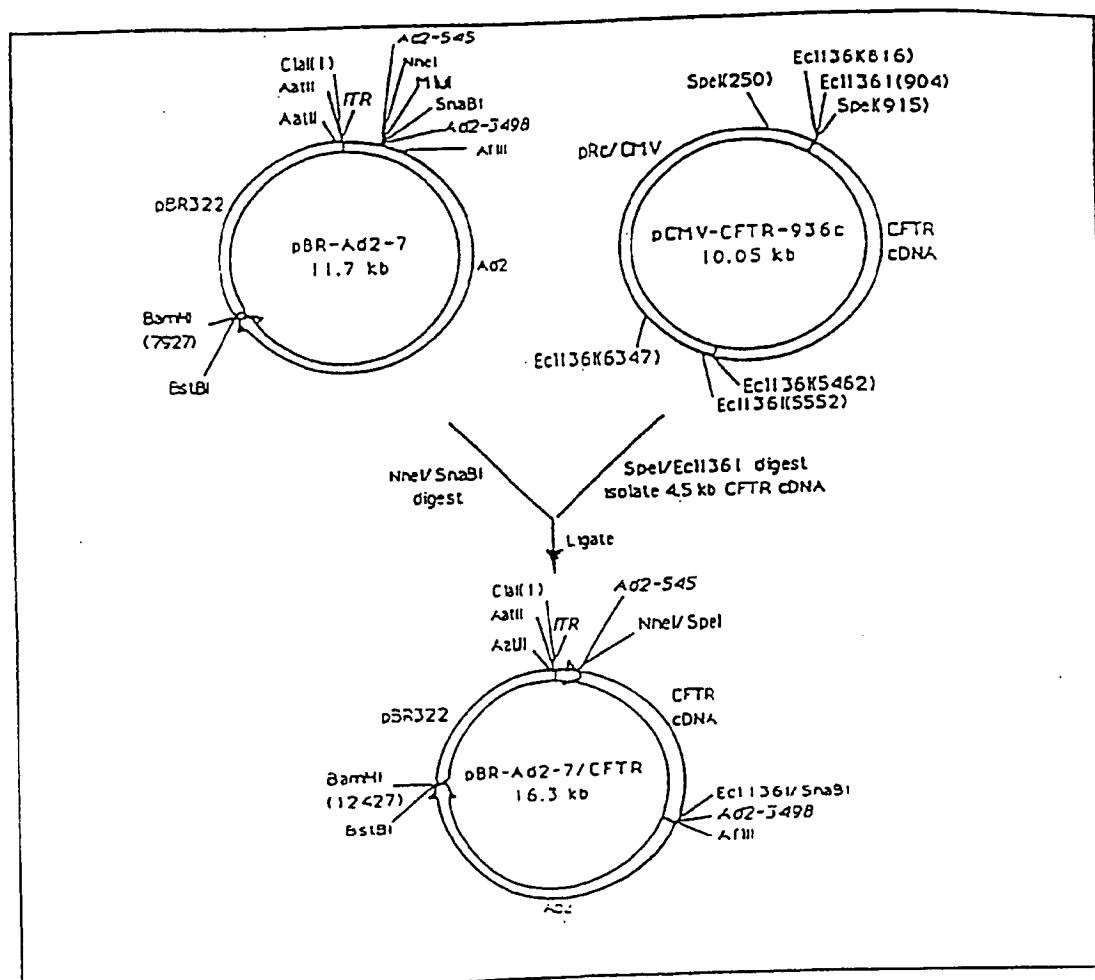 Ad2-545
NheI
MluI
SnaBI
Ad2-3498
AflII
ClaI(1)
AatII
ITR
AatII
pBR322
pBR-Ad2-7
11.7 kb
Ad2
BamHI
(7927)
BstBI
Ecl136I(816)
Ecl136I(904)
SpeI(915)
SpeI(250)
pRc/CMV
pCMV-CFTR-936c
10.05 kb
CFTR
cDNA
Ecl136I(6347)
Ecl136I(5462)
Ecl136I(5552)
NheI/SnaBI
digest
SpeI/Ecl136I digest
isolate 4.5 kb CFTR cDNA
Ligate
ClaI(1)
AatII
ITR
AatII
Ad2-545
NheI/SpeI
CFTR
cDNA
pBR322
pBR-Ad2-7/CFTR
16.3 kb
BamHI
(12427)
BstBI
Ecl136I/SnaBI
Ad2-3498
AflII
Ad2